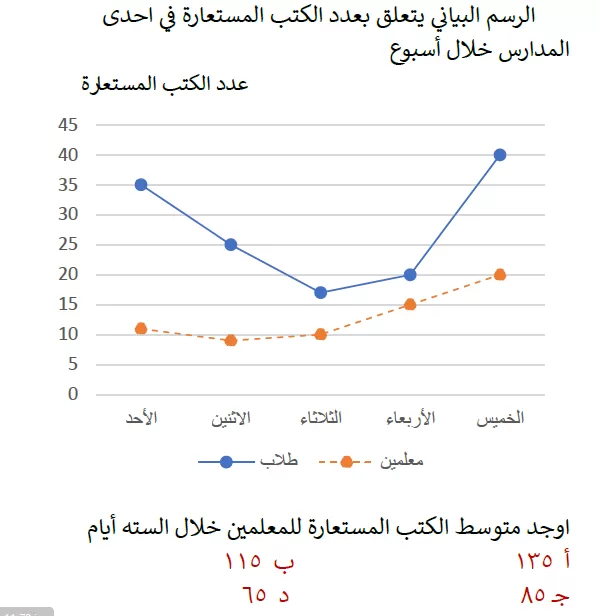 الرسم البياني يتعلق بعدد الكتب المستعارة في احدى
المدارس خلال أسبوع
عدد الكتب المستعارة
45
40
35
30
25
20
15
10
5
0
الأحد الاثنين الثلاثاء الأربعاء الخميس
طلاب معلمين
اوجد متوسط الكتب المستعارة للمعلمين خلال السته أيام
أ ١٣٥ ب ١١٥
جـ ٨٥ د ٦٥